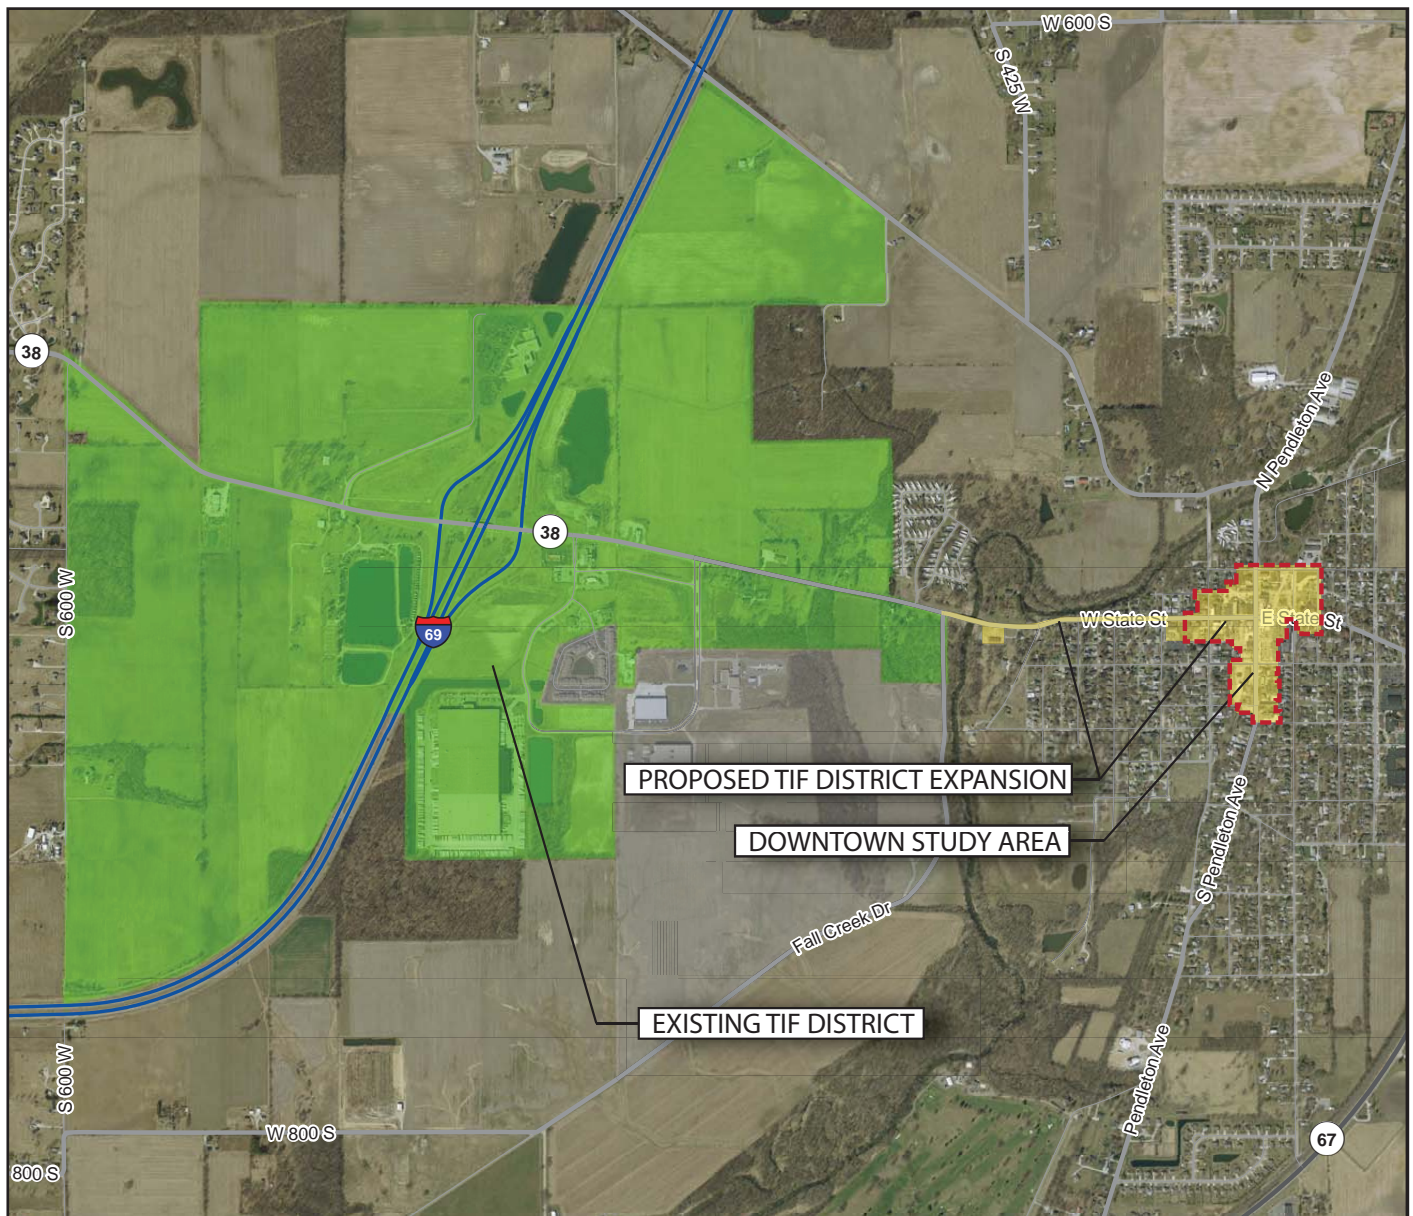 W 600 S
S 425 W
38
N Pendleton Ave
38
S 600 W
W State St
E State St
69
PROPOSED TIF DISTRICT EXPANSION
DOWNTOWN STUDY AREA
S Pendleton Ave
Fall Creek Dr
EXISTING TIF DISTRICT
S 600 W
Pendleton Ave
W 800 S
67
800 S